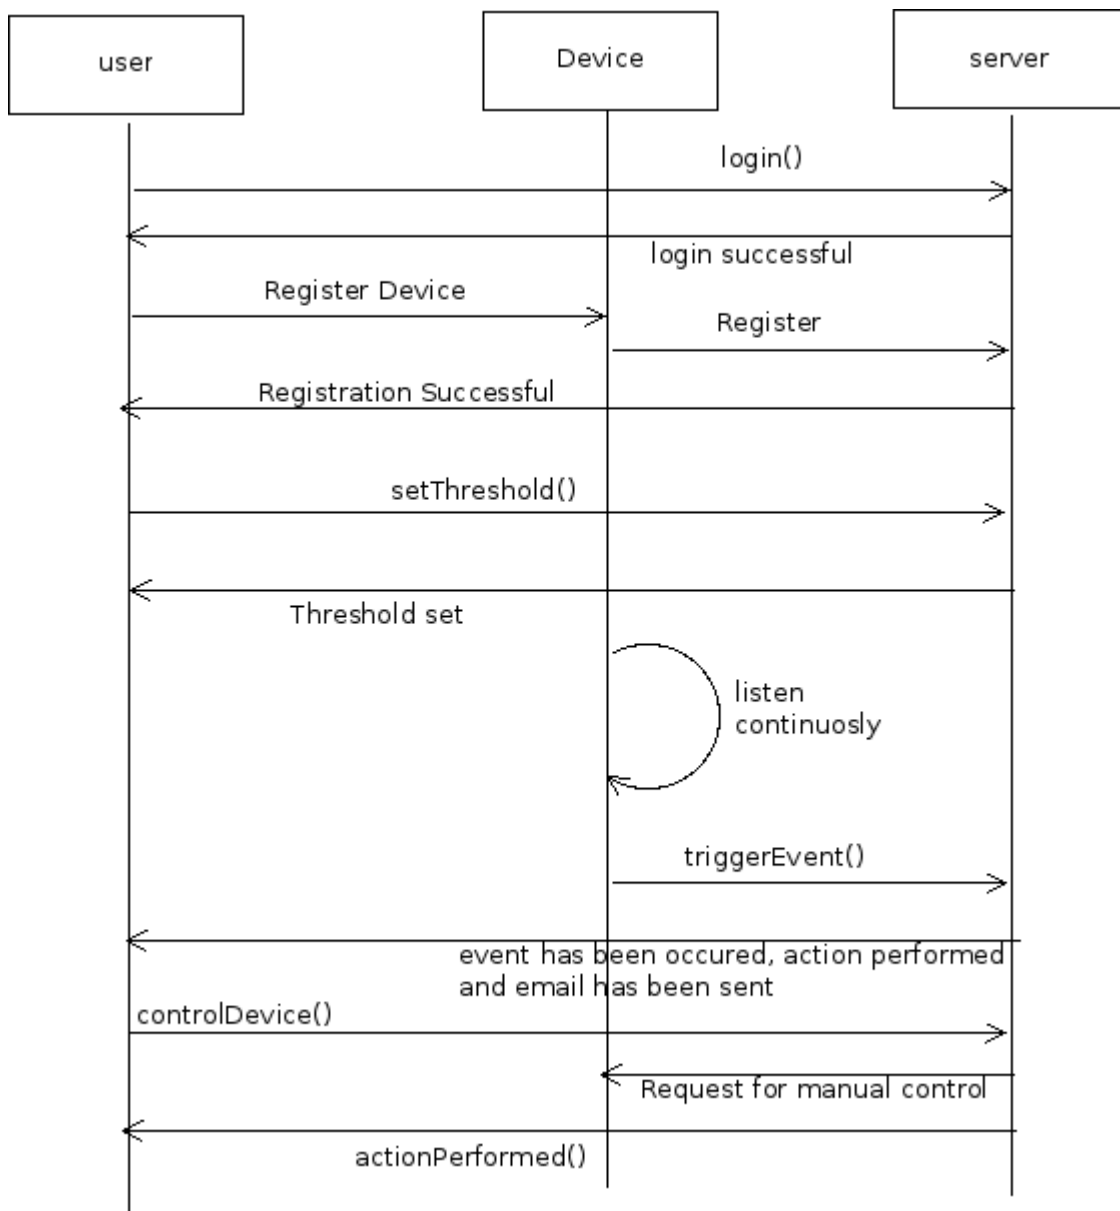 user
Device
server
login()
login successful
Register Device
Register
Registration Successful
setThreshold()
Threshold set
listen
continuosly
triggerEvent()
event has been occured, action performed
and email has been sent
controlDevice()
Request for manual control
actionPerformed()